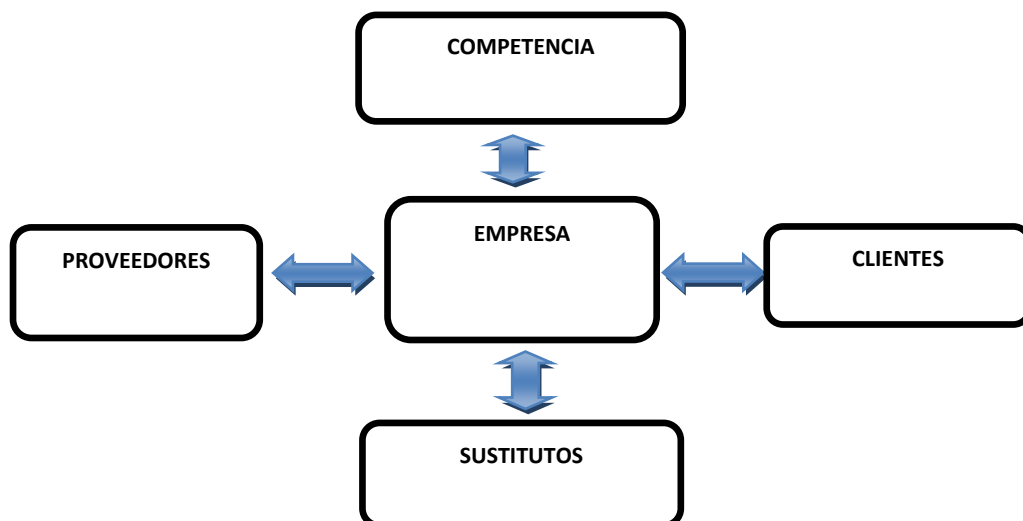 COMPETENCIA
EMPRESA
PROVEEDORES
CLIENTES
SUSTITUTOS